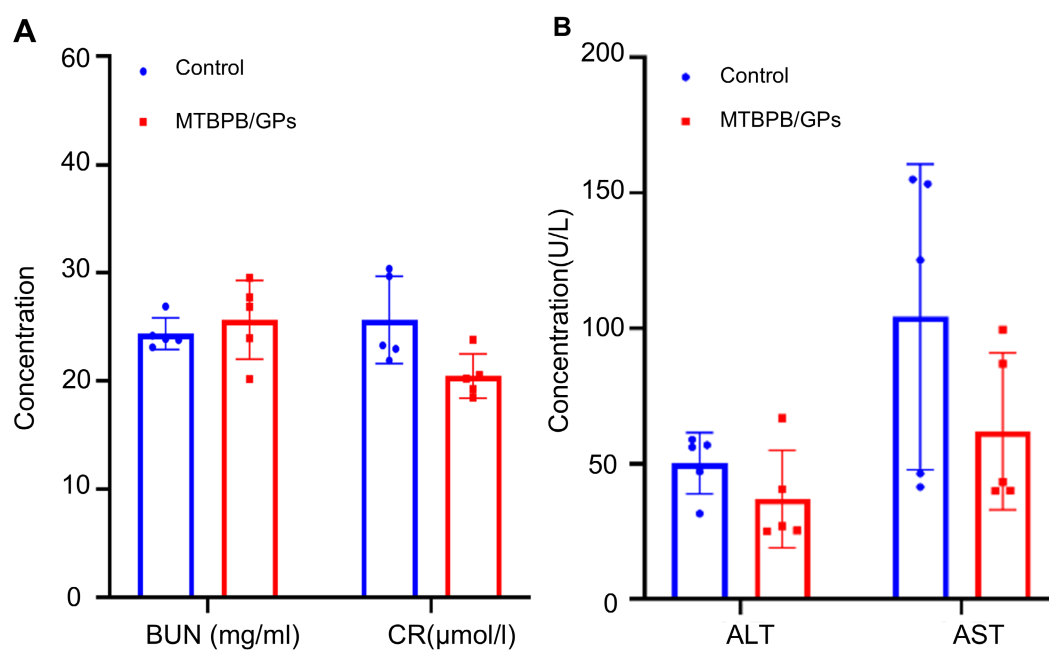 A
Concentration
60
40
30
20
10
0
Control
MTBPB/GPs
BUN (mg/ml)
CR(µmol/l)
B
Concentration(U/L)
200
150
100
50
0
Control
MTBPB/GPs
ALT
AST